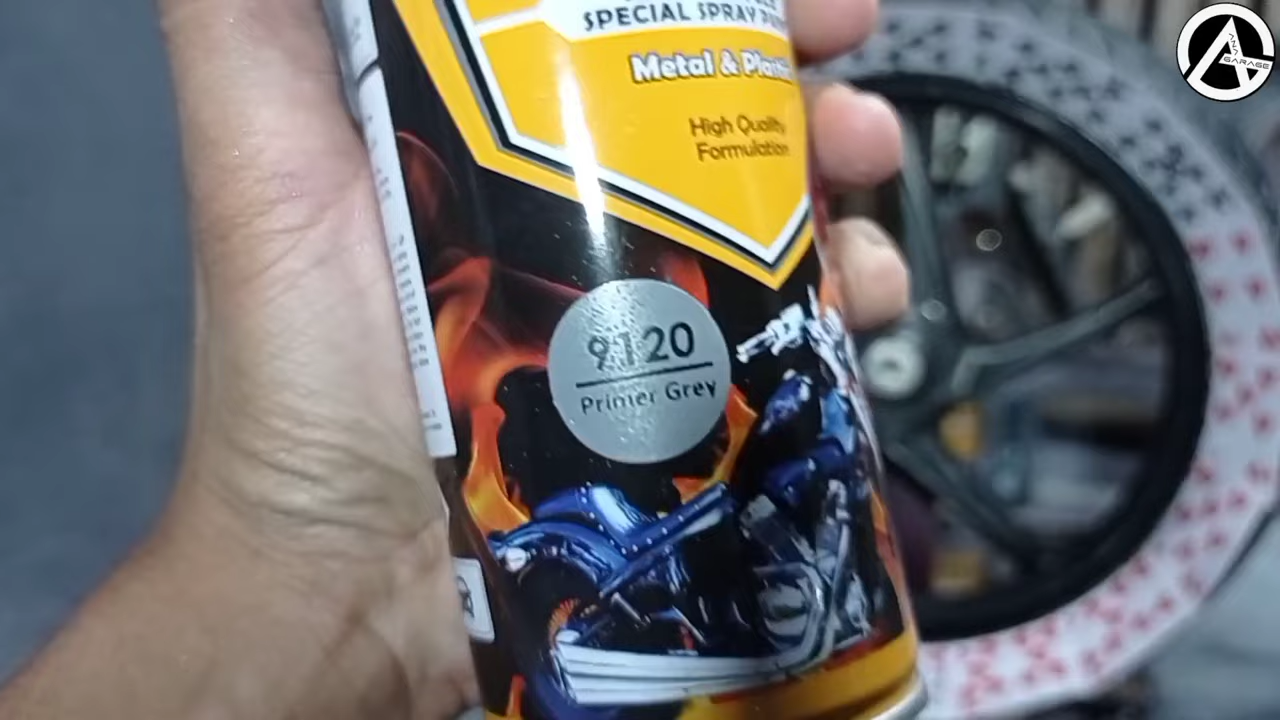 SPECIAL SPRAY
Metal & Plastic
High Quality
Formulation
9120
Primer Grey
GARAGE